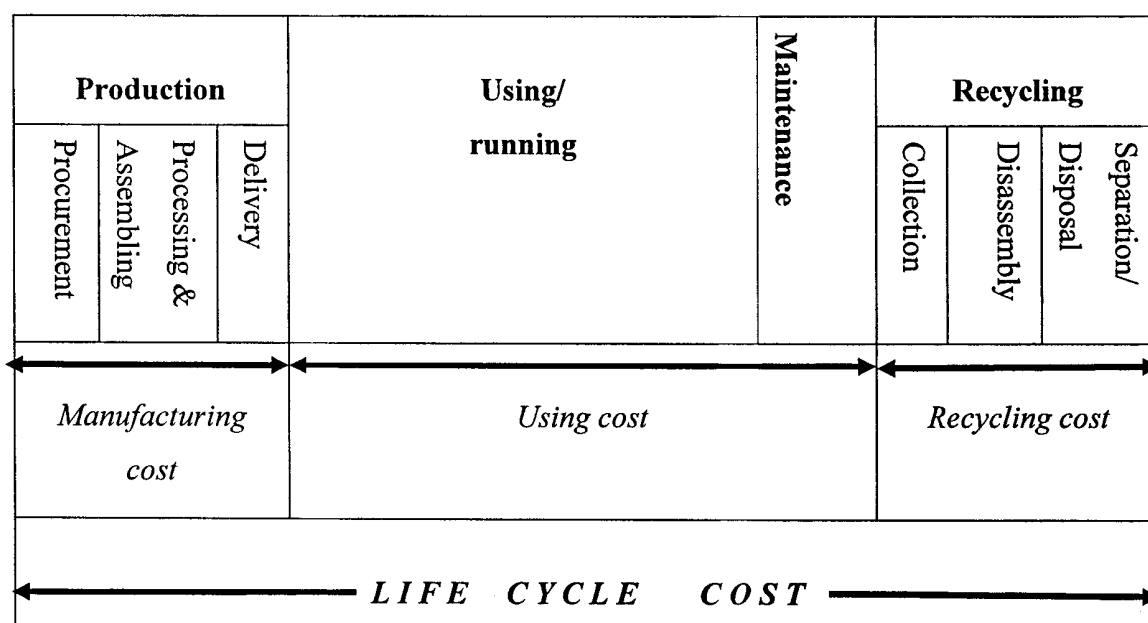 Production
Using/
running
Maintenance
Recycling
Procurement
Processing &
Assembling
Delivery
Collection
Disassembly
Separation/
Disposal
Manufacturing
cost
Using cost
Recycling cost
LIFE CYCLE COST